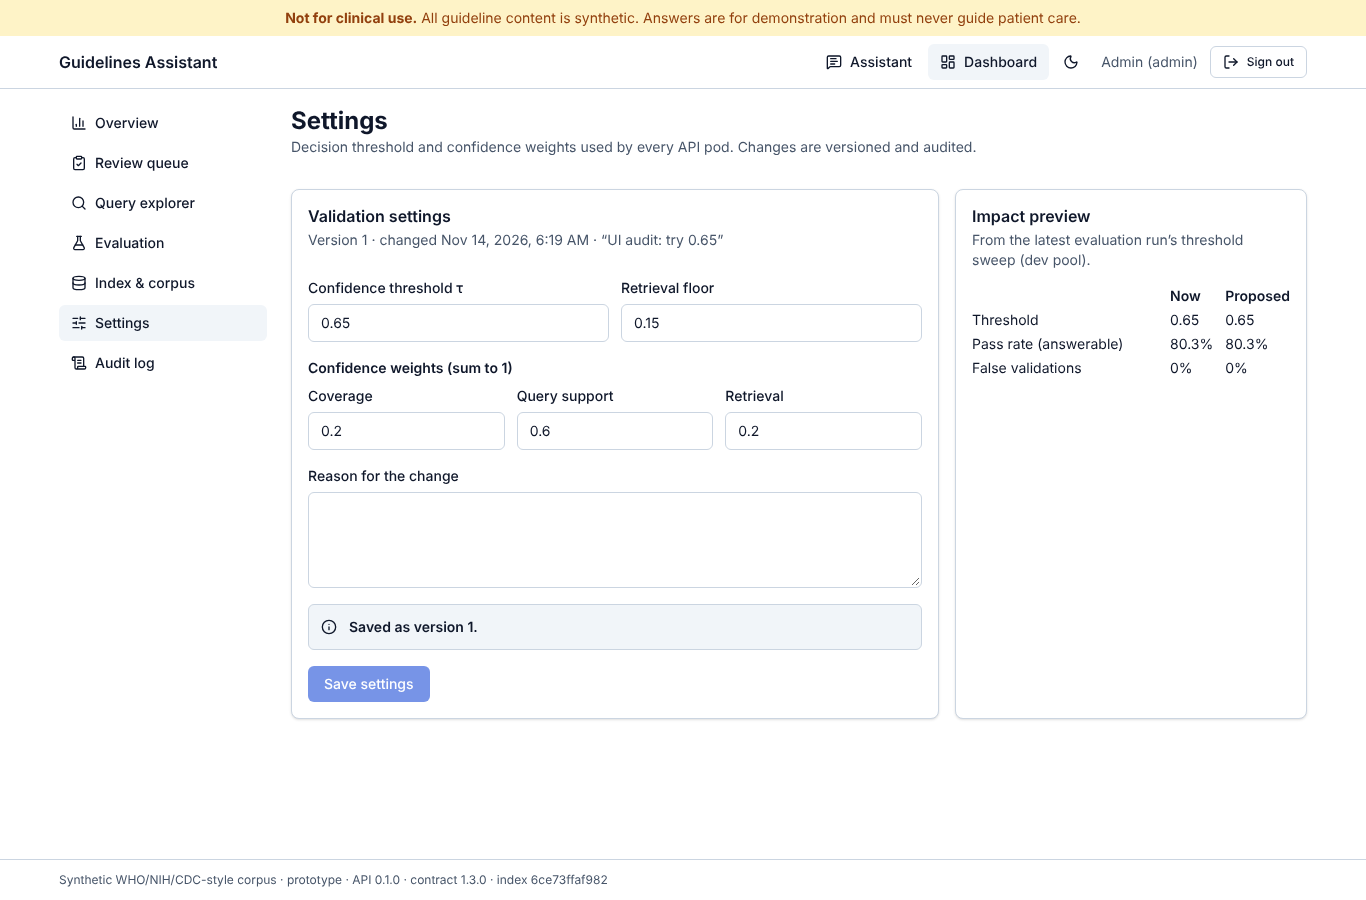 Not for clinical use. All guideline content is synthetic. Answers are for demonstration and must never guide patient care.
Guidelines Assistant
Assistant
Dashboard
Admin (admin)
Sign out
Overview
Review queue
Query explorer
Evaluation
Index & corpus
Settings
Audit log
Settings
Decision threshold and confidence weights used by every API pod. Changes are versioned and audited.
Validation settings
Version 1 · changed Nov 14, 2026, 6:19 AM · “UI audit: try 0.65”
Confidence threshold τ
Retrieval floor
0.65
0.15
Confidence weights (sum to 1)
Coverage
Query support
Retrieval
0.2
0.6
0.2
Reason for the change
Saved as version 1.
Save settings
Impact preview
From the latest evaluation run’s threshold
sweep (dev pool).
Now Proposed
Threshold 0.65 0.65
Pass rate (answerable) 80.3% 80.3%
False validations 0% 0%
Synthetic WHO/NIH/CDC-style corpus · prototype · API 0.1.0 · contract 1.3.0 · index 6ce73ffaf982